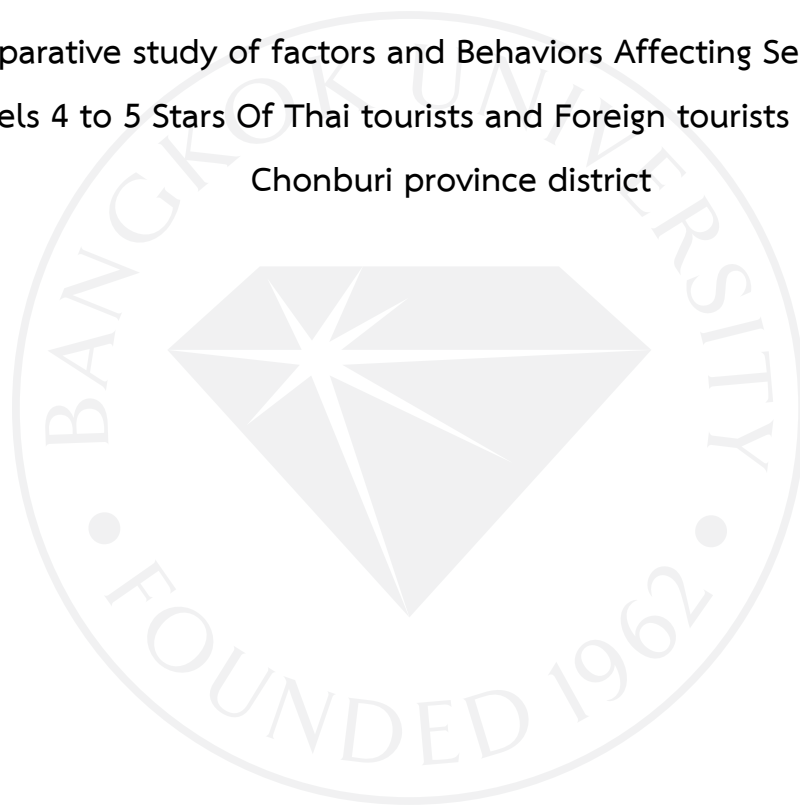 parative study of factors and Behaviors Affecting Se
els 4 to 5 Stars Of Thai tourists and Foreign tourists
Chonburi province district
BANGKOK UNIVERSITY
• FOUNDED 1962 •